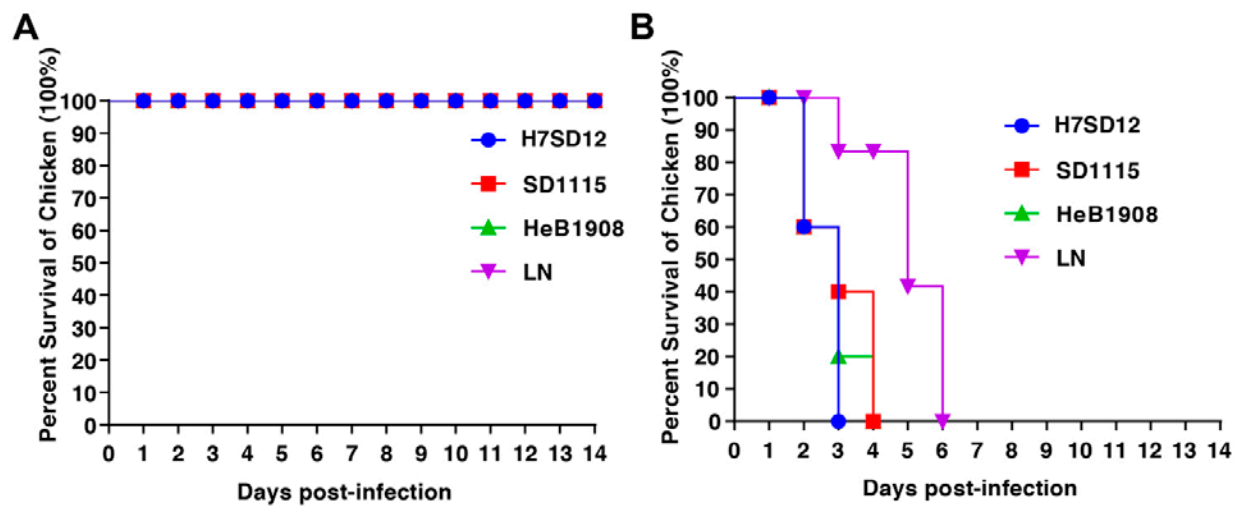 A
Percent Survival of Chicken (100%)
100
90
80
70
60
50
40
30
20
10
0
0 1 2 3 4 5 6 7 8 9 10 11 12 13 14
Days post-infection
H7SD12
SD1115
HeB1908
LN
B
Percent Survival of Chicken (100%)
100
90
80
70
60
50
40
30
20
10
0
0 1 2 3 4 5 6 7 8 9 10 11 12 13 14
Days post-infection
H7SD12
SD1115
HeB1908
LN